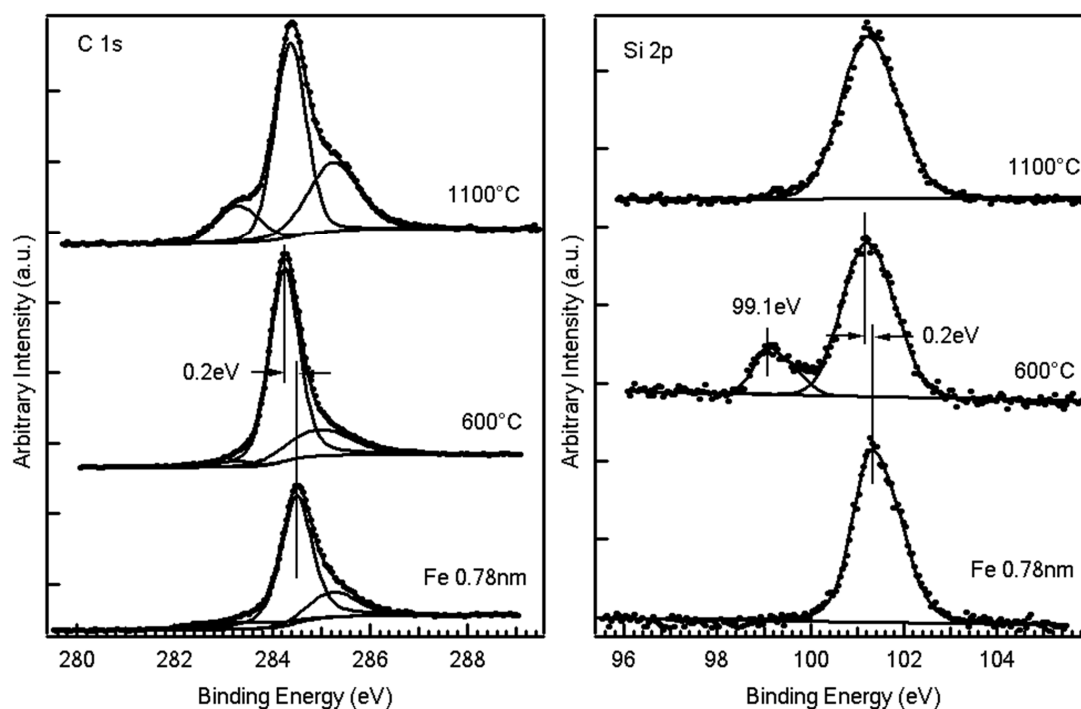 C 1s
1100°C
0.2eV
600°C
Fe 0.78nm
280 282 284 286 288
Binding Energy (eV)
Arbitrary Intensity (a.u.)
Si 2p
1100°C
99.1eV
0.2eV
600°C
Fe 0.78nm
96 98 100 102 104
Binding Energy (eV)
Arbitrary Intensity (a.u.)